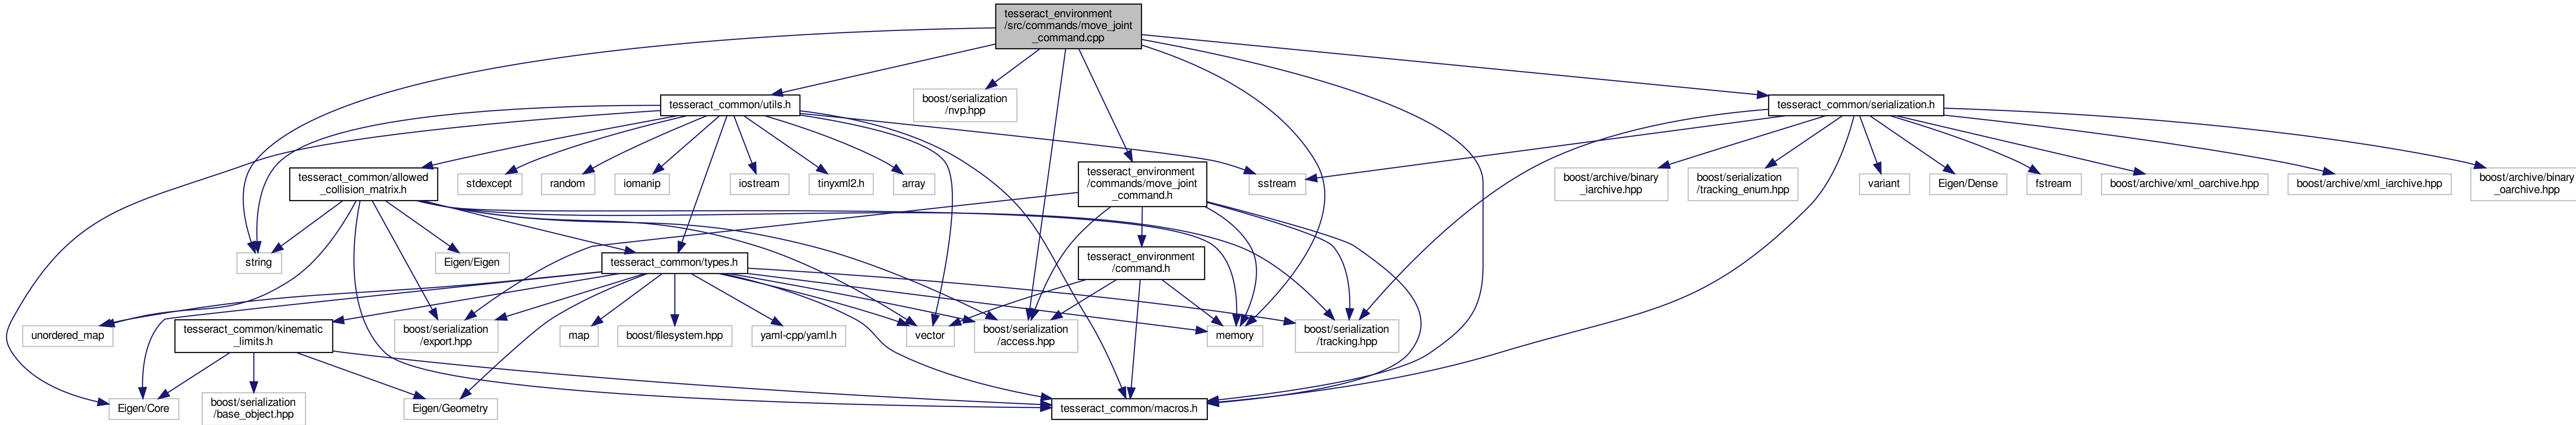 tesseract_environment
/src/commands/move_joint
_command.cpp
tesseract_common/utils.h
boost/serialization
/nvp.hpp
tesseract_common/serialization.h
tesseract_common/allowed
_collision_matrix.h
stdexcept
random
iomanip
iostream
tinyxml2.h
array
tesseract_environment
/commands/move_joint
_command.h
sstream
boost/archive/binary
_iarchive.hpp
boost/serialization
/tracking_enum.hpp
variant
Eigen/Dense
fstream
boost/archive/xml_oarchive.hpp
boost/archive/xml_iarchive.hpp
boost/archive/binary
_oarchive.hpp
string
Eigen/Eigen
tesseract_common/types.h
tesseract_environment
/command.h
unordered_map
tesseract_common/kinematic
_limits.h
boost/serialization
/export.hpp
map
boost/filesystem.hpp
yaml-cpp/yaml.h
vector
boost/serialization
/access.hpp
memory
boost/serialization
/tracking.hpp
Eigen/Core
boost/serialization
/base_object.hpp
Eigen/Geometry
tesseract_common/macros.h